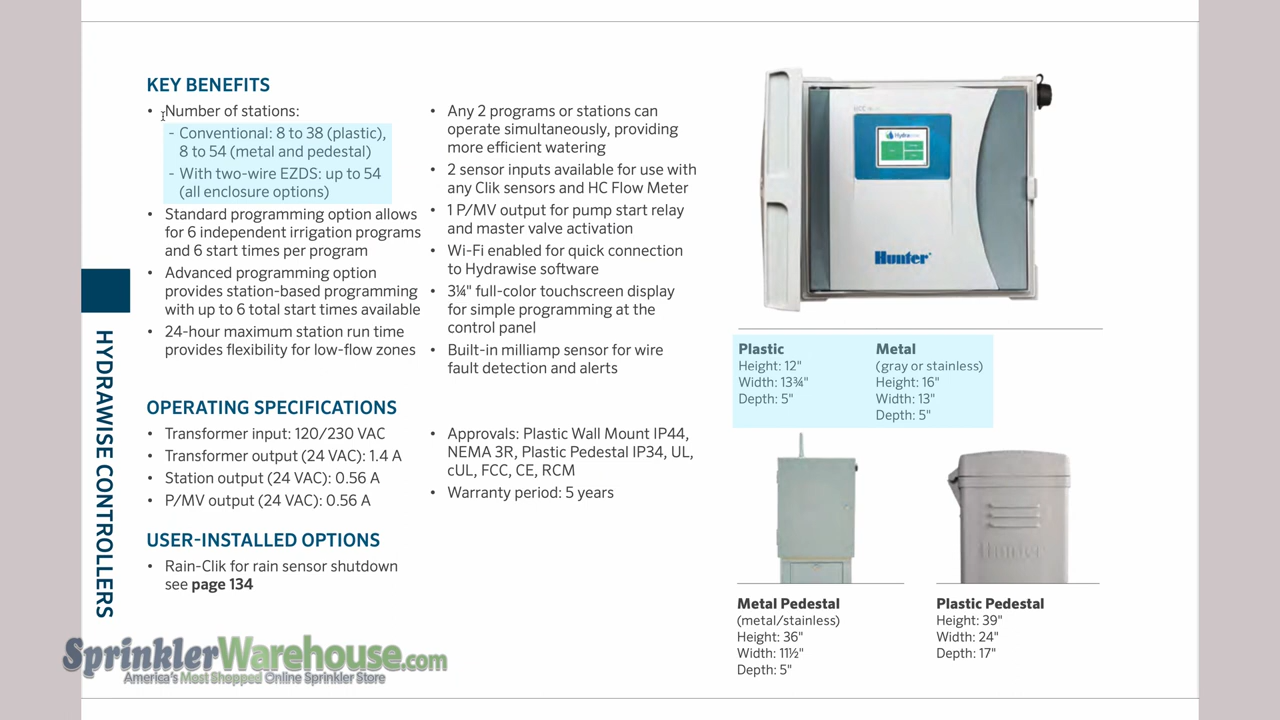 KEY BENEFITS
• Number of stations:
- Conventional: 8 to 38 (plastic),
8 to 54 (metal and pedestal)
- With two-wire EZDS: up to 54
(all enclosure options)
• Standard programming option allows
for 6 independent irrigation programs
and 6 start times per program
• Advanced programming option
provides station-based programming
with up to 6 total start times available
• 24-hour maximum station run time
provides flexibility for low-flow zones
• Any 2 programs or stations can
operate simultaneously, providing
more efficient watering
• 2 sensor inputs available for use with
any Clik sensors and HC Flow Meter
• 1 P/MV output for pump start relay
and master valve activation
• Wi-Fi enabled for quick connection
to Hydrawise software
• 3¼" full-color touchscreen display
for simple programming at the
control panel
• Built-in milliamp sensor for wire
fault detection and alerts
OPERATING SPECIFICATIONS
• Transformer input: 120/230 VAC
• Transformer output (24 VAC): 1.4 A
• Station output (24 VAC): 0.56 A
• P/MV output (24 VAC): 0.56 A
• Approvals: Plastic Wall Mount IP44,
NEMA 3R, Plastic Pedestal IP34, UL,
cUL, FCC, CE, RCM
• Warranty period: 5 years
USER-INSTALLED OPTIONS
• Rain-Clik for rain sensor shutdown
see page 134
HYDRAWISE CONTROLLERS
HCC
Hydrawise
Hunter
Plastic
Height: 12"
Width: 13¾"
Depth: 5"
Metal
(gray or stainless)
Height: 16"
Width: 13"
Depth: 5"
Hunter
Metal Pedestal
(metal/stainless)
Height: 36"
Width: 11½"
Depth: 5"
Plastic Pedestal
Height: 39"
Width: 24"
Depth: 17"
SprinklerWarehouse.com
America's Most Shopped Online Sprinkler Store